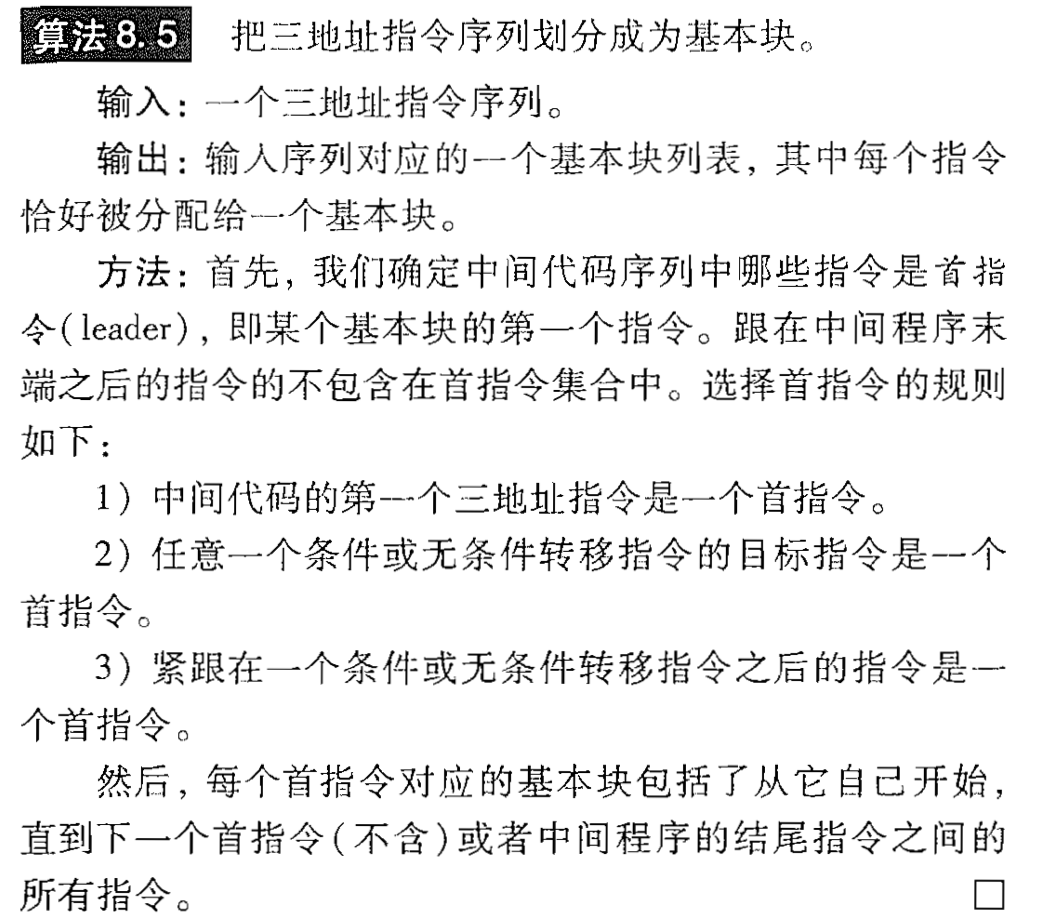 算法 8.5 把三地址指令序列划分成为基本块。
输入：一个三地址指令序列。
输出：输入序列对应的一个基本块列表，其中每个指令
恰好被分配给一个基本块。
方法：首先，我们确定中间代码序列中哪些指令是首指
令(leader)，即某个基本块的第一个指令。跟在中间程序末
端之后的指令的不包含在首指令集合中。选择首指令的规则
如下：
1) 中间代码的第一个三地址指令是一个首指令。
2) 任意一个条件或无条件转移指令的目标指令是一个
首指令。
3) 紧跟在一个条件或无条件转移指令之后的指令是一
个首指令。
然后，每个首指令对应的基本块包括了从它自己开始，
直到下一个首指令(不含)或者中间程序的结尾指令之间的
所有指令。 □